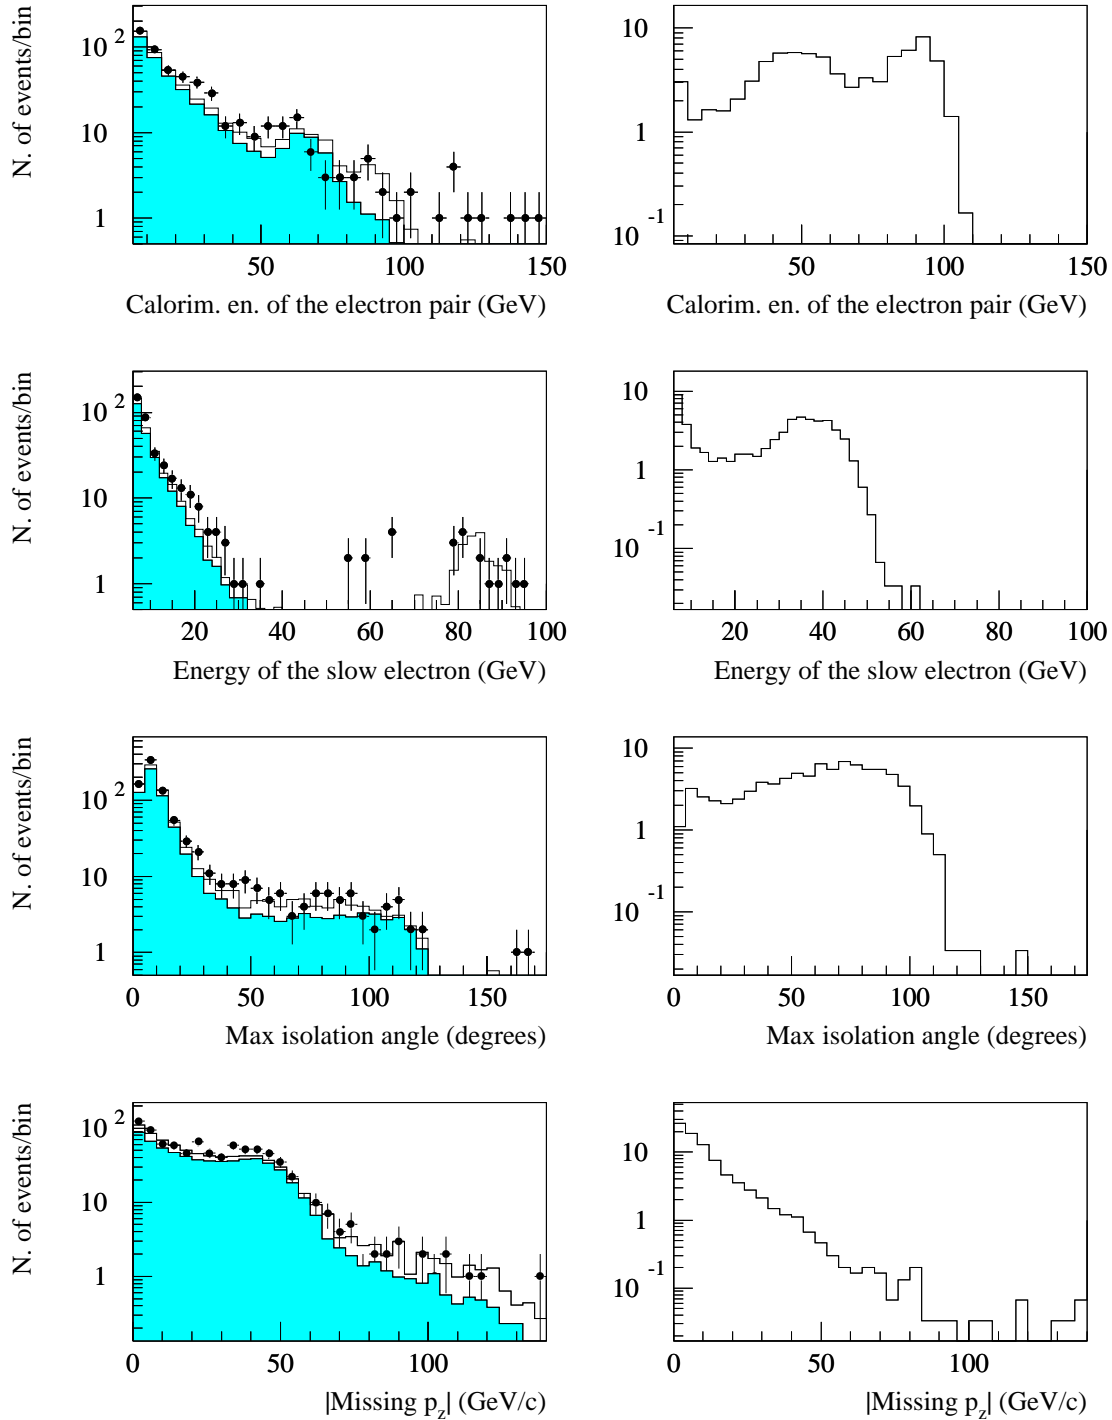 N. of events/bin
10 2
10
1
50 100 150
Calorim. en. of the electron pair (GeV)
10
1
10 -1
50 100 150
Calorim. en. of the electron pair (GeV)
N. of events/bin
10 2
10
1
20 40 60 80 100
Energy of the slow electron (GeV)
10
1
10 -1
20 40 60 80 100
Energy of the slow electron (GeV)
N. of events/bin
10 2
10
1
0 50 100 150
Max isolation angle (degrees)
10
1
10 -1
0 50 100 150
Max isolation angle (degrees)
N. of events/bin
10 2
10
1
0 50 100
|Missing pz| (GeV/c)
10
1
10 -1
0 50 100
|Missing pz| (GeV/c)